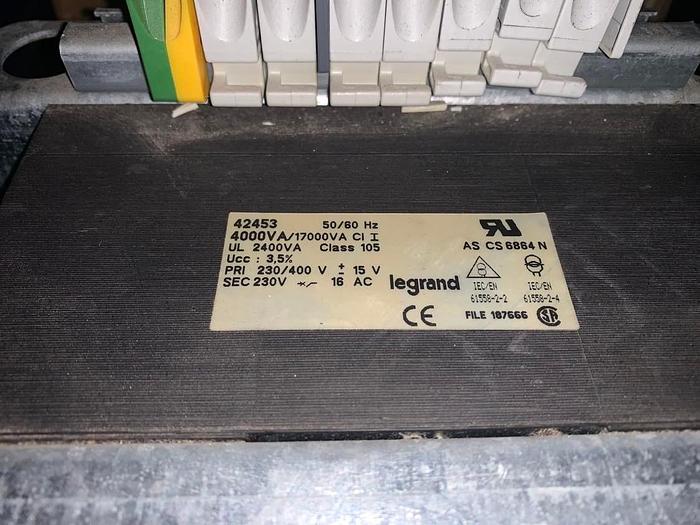 42453 50/60 Hz
4000VA/17000VA Cl I
UL 2400VA Class 105
Ucc : 3,5%
PRI 230/400 V ± 15 V
SEC 230V 16 AC
legrand
CE
RU
AS CS 6864 N
IEC/EN IEC/EN
61558-2-2 61558-2-4
FILE 187666 SA